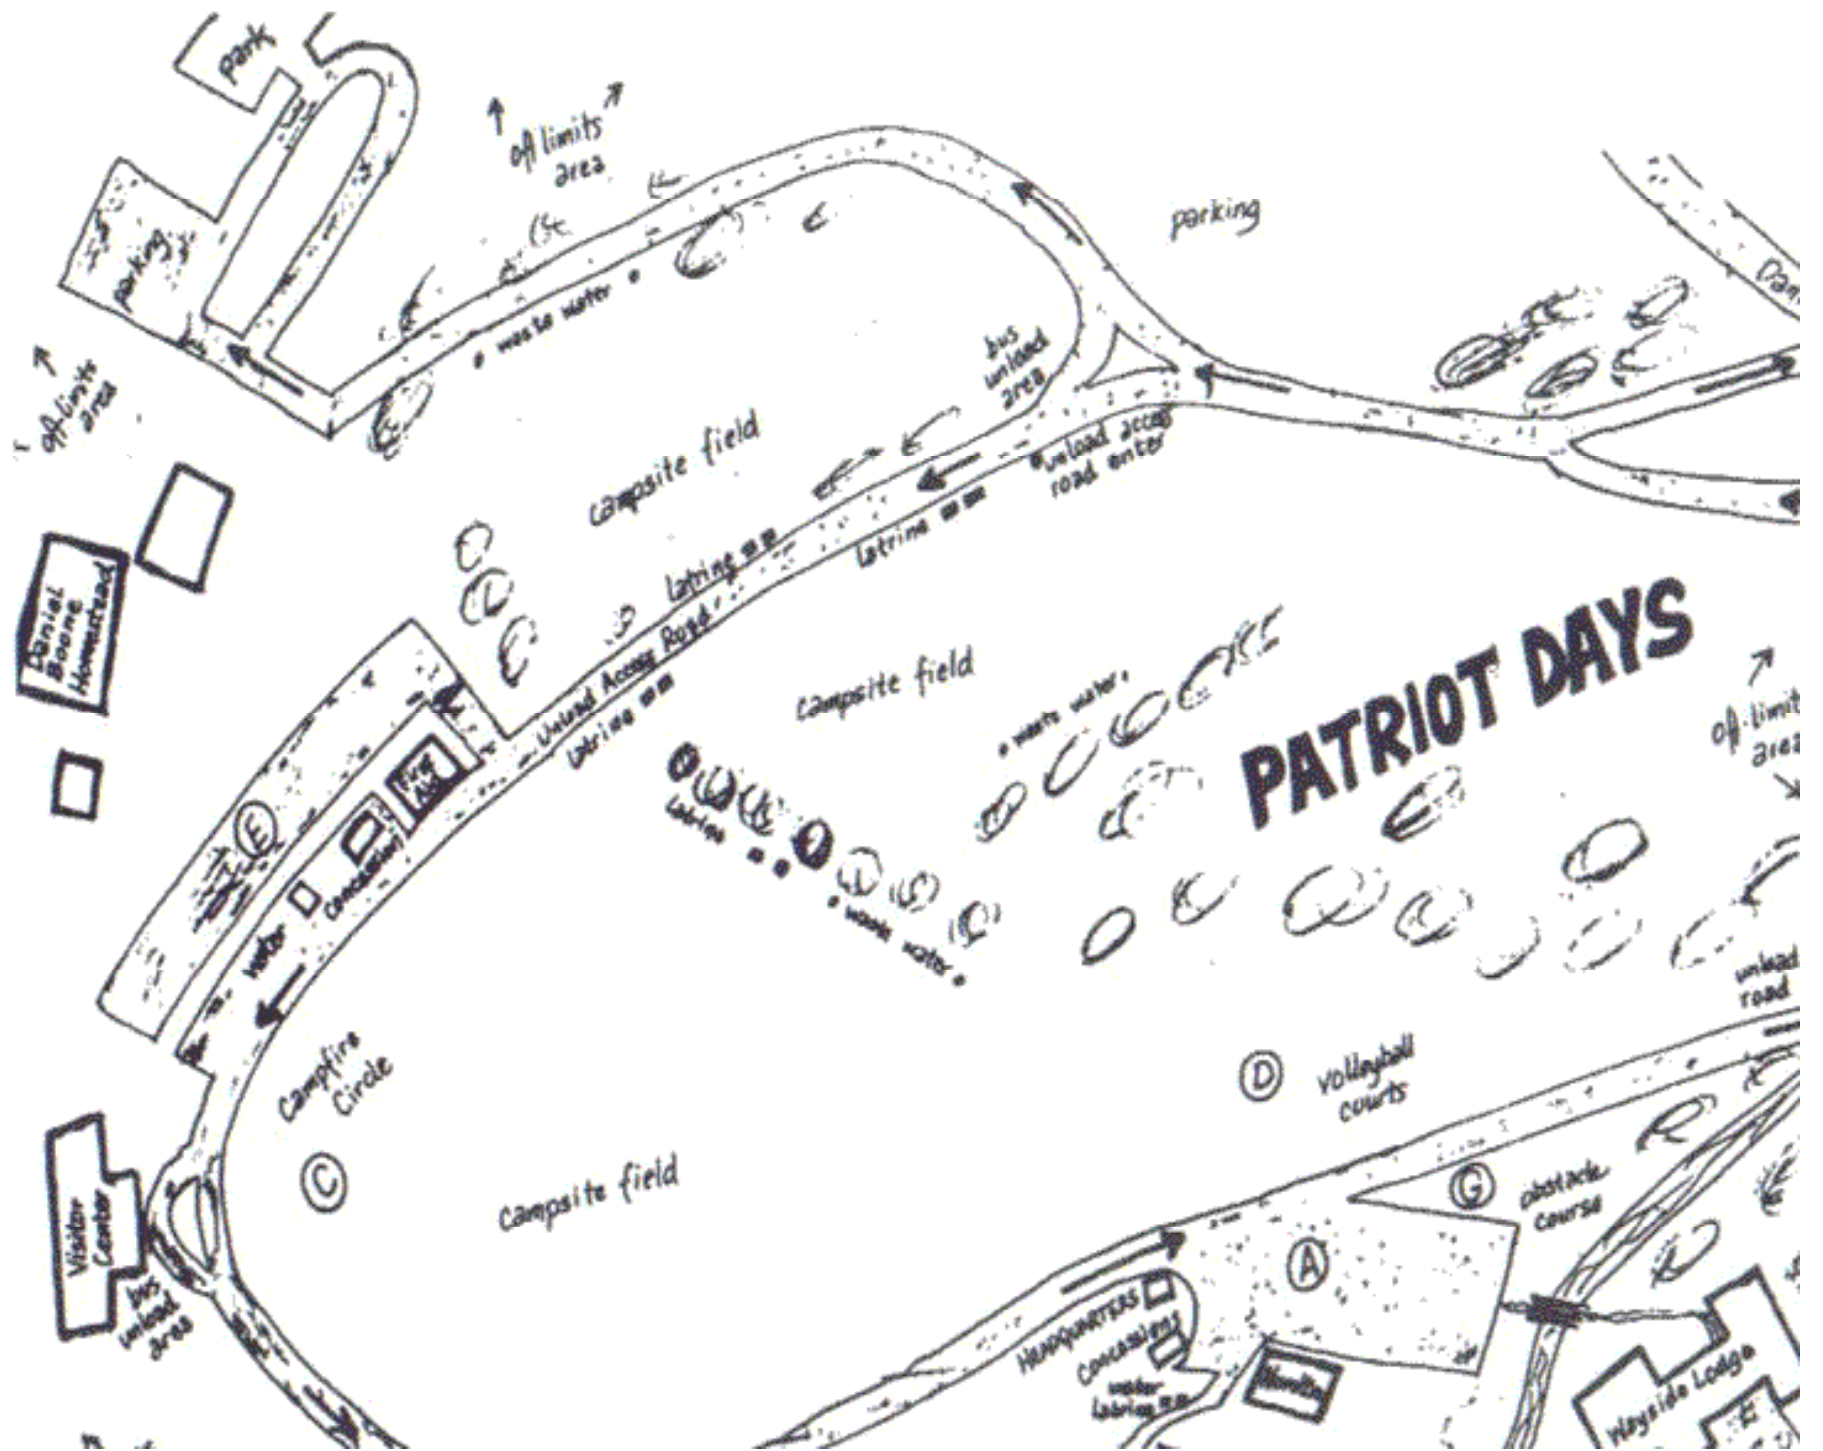 park
off limits
area
parking
parking
waste water
off limits
area
bus
unload
area
campsite field
unload access
road enter
latrine
latrine
Danial
Boone
Homestead
Unload Access Road
latrine
campsite field
waste water
PATRIOT DAYS
off-limit
area
First
Aid
E
concession
latrine
waste water
water
unload
road
campfire
circle
D
volleyball
courts
C
campsite field
G
obstacle
course
A
Visitor
Center
bus
unload
area
HEADQUARTERS
concessions
water
latrine
Wayside Lodge